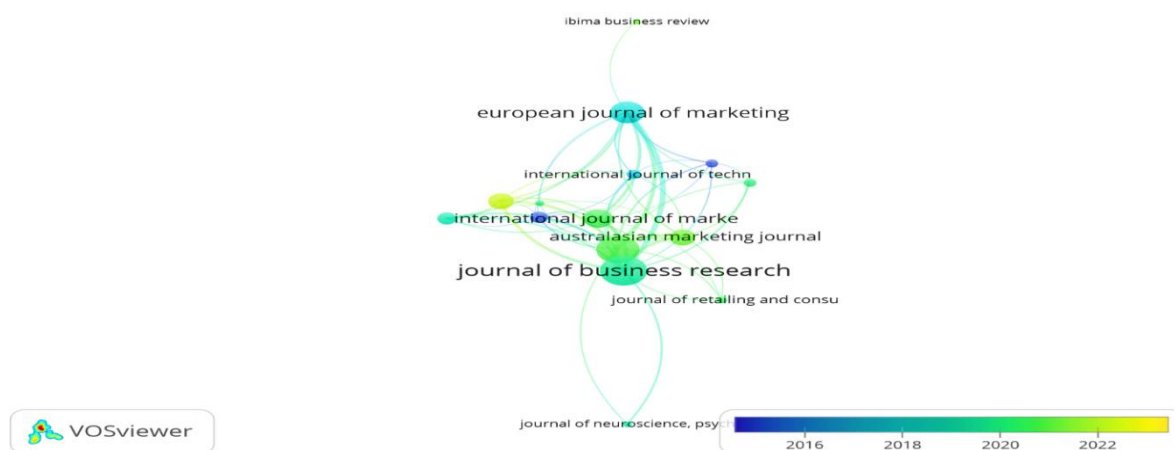 ibima business review
european journal of marketing
international journal of techn
international journal of marke
australasian marketing journal
journal of business research
journal of retailing and consu
journal of neuroscience, psyc
VOSviewer
2016 2018 2020 2022